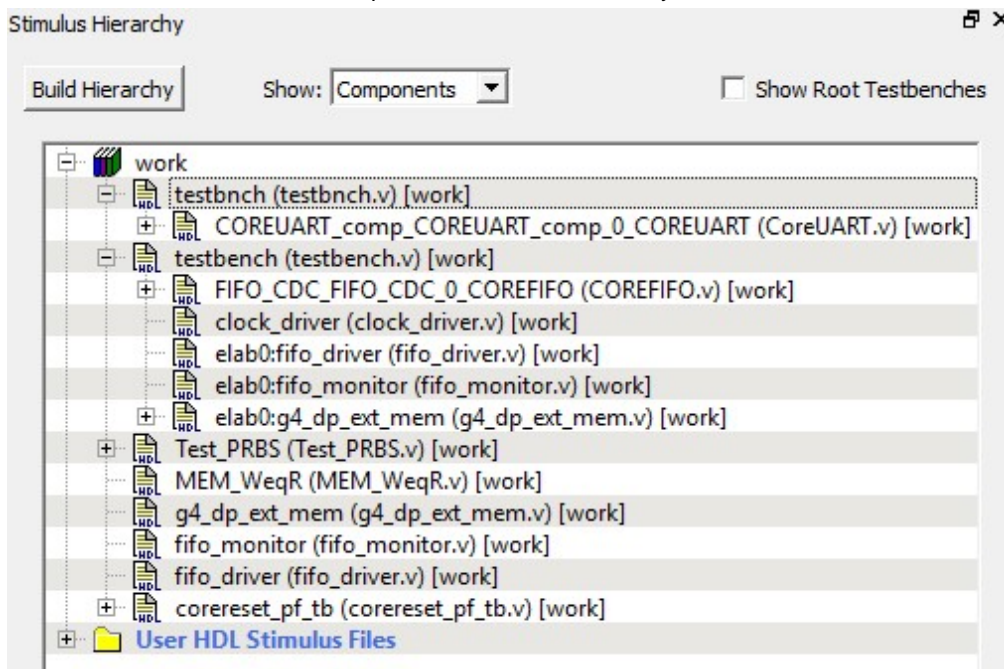 Stimulus Hierarchy
Build Hierarchy Show: Components Show Root Testbenches
work
testbnch (testbnch.v) [work]
COREUART_comp_COREUART_comp_0_COREUART (CoreUART.v) [work]
testbench (testbench.v) [work]
FIFO_CDC_FIFO_CDC_0_COREFIFO (COREFIFO.v) [work]
clock_driver (clock_driver.v) [work]
elab0:fifo_driver (fifo_driver.v) [work]
elab0:fifo_monitor (fifo_monitor.v) [work]
elab0:g4_dp_ext_mem (g4_dp_ext_mem.v) [work]
Test_PRBS (Test_PRBS.v) [work]
MEM_WeqR (MEM_WeqR.v) [work]
g4_dp_ext_mem (g4_dp_ext_mem.v) [work]
fifo_monitor (fifo_monitor.v) [work]
fifo_driver (fifo_driver.v) [work]
corereset_pf_tb (corereset_pf_tb.v) [work]
User HDL Stimulus Files